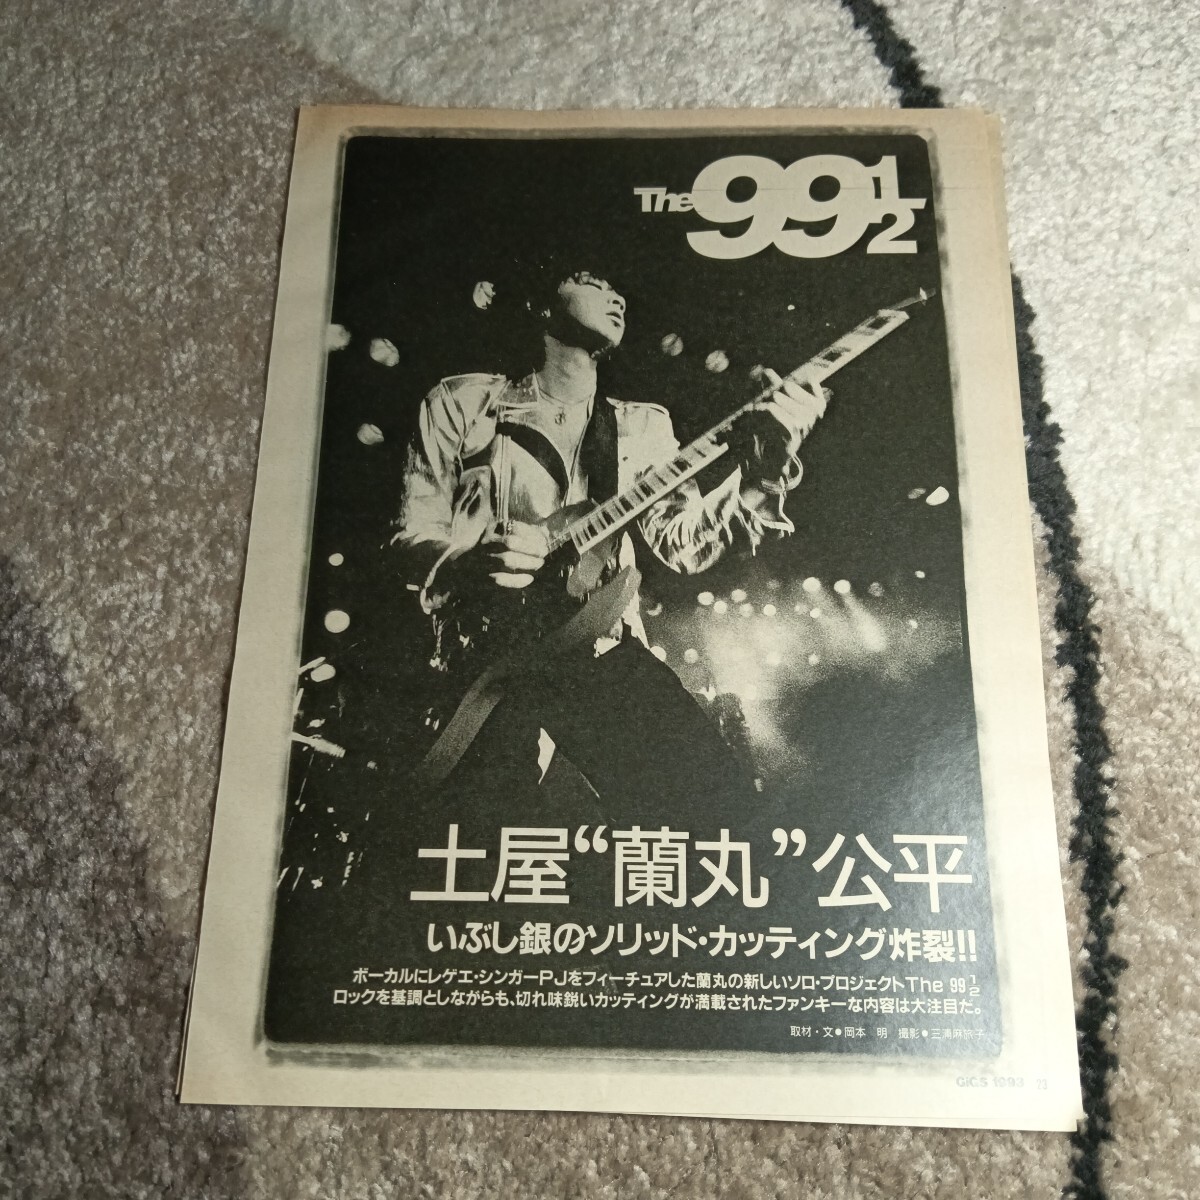 The 99 1/2
土屋“蘭丸”公平
いぶし銀のソリッド・カッティング炸裂!!
ボーカルにレゲエ・シンガーPJをフィーチュアした蘭丸の新しいソロ・プロジェクトThe 99 1/2
ロックを基調としながらも、切れ味鋭いカッティングが満載されたファンキーな内容は大注目だ。
取材・文●岡本 明 撮影●三浦麻旅子
GiGS 1993 23